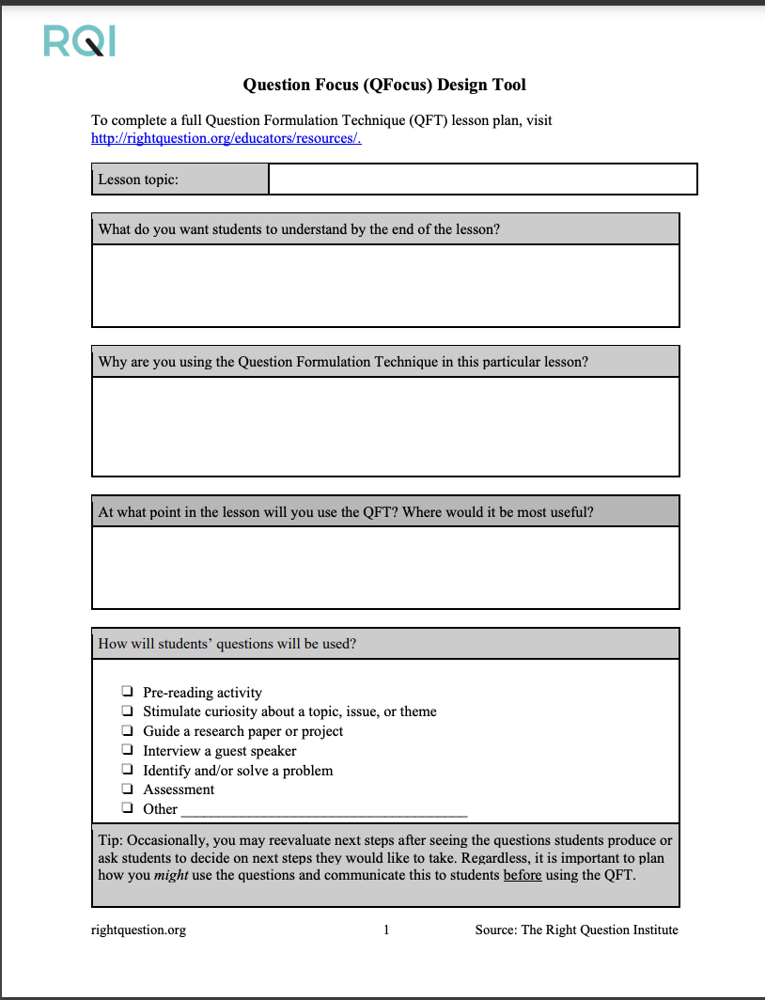 RQI
Question Focus (QFocus) Design Tool
To complete a full Question Formulation Technique (QFT) lesson plan, visit
http://rightquestion.org/educators/resources/.
Lesson topic:
What do you want students to understand by the end of the lesson?
Why are you using the Question Formulation Technique in this particular lesson?
At what point in the lesson will you use the QFT? Where would it be most useful?
How will students’ questions will be used?
❏ Pre-reading activity
❏ Stimulate curiosity about a topic, issue, or theme
❏ Guide a research paper or project
❏ Interview a guest speaker
❏ Identify and/or solve a problem
❏ Assessment
❏ Other ______________________________________
Tip: Occasionally, you may reevaluate next steps after seeing the questions students produce or
ask students to decide on next steps they would like to take. Regardless, it is important to plan
how you might use the questions and communicate this to students before using the QFT.
rightquestion.org 1 Source: The Right Question Institute